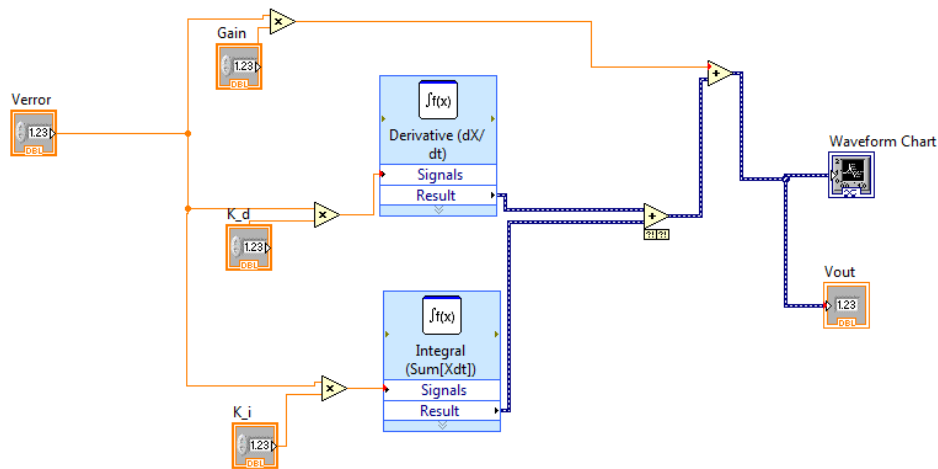 Gain
1.23
DBL
Verror
1.23
DBL
∫f(x)
Derivative (dX/
dt)
Signals
Result
K_d
1.23
DBL
∫f(x)
Integral
(Sum[Xdt])
Signals
Result
K_i
1.23
DBL
×
×
×
+
+
?! ?!
Waveform Chart
Vout
1.23
DBL